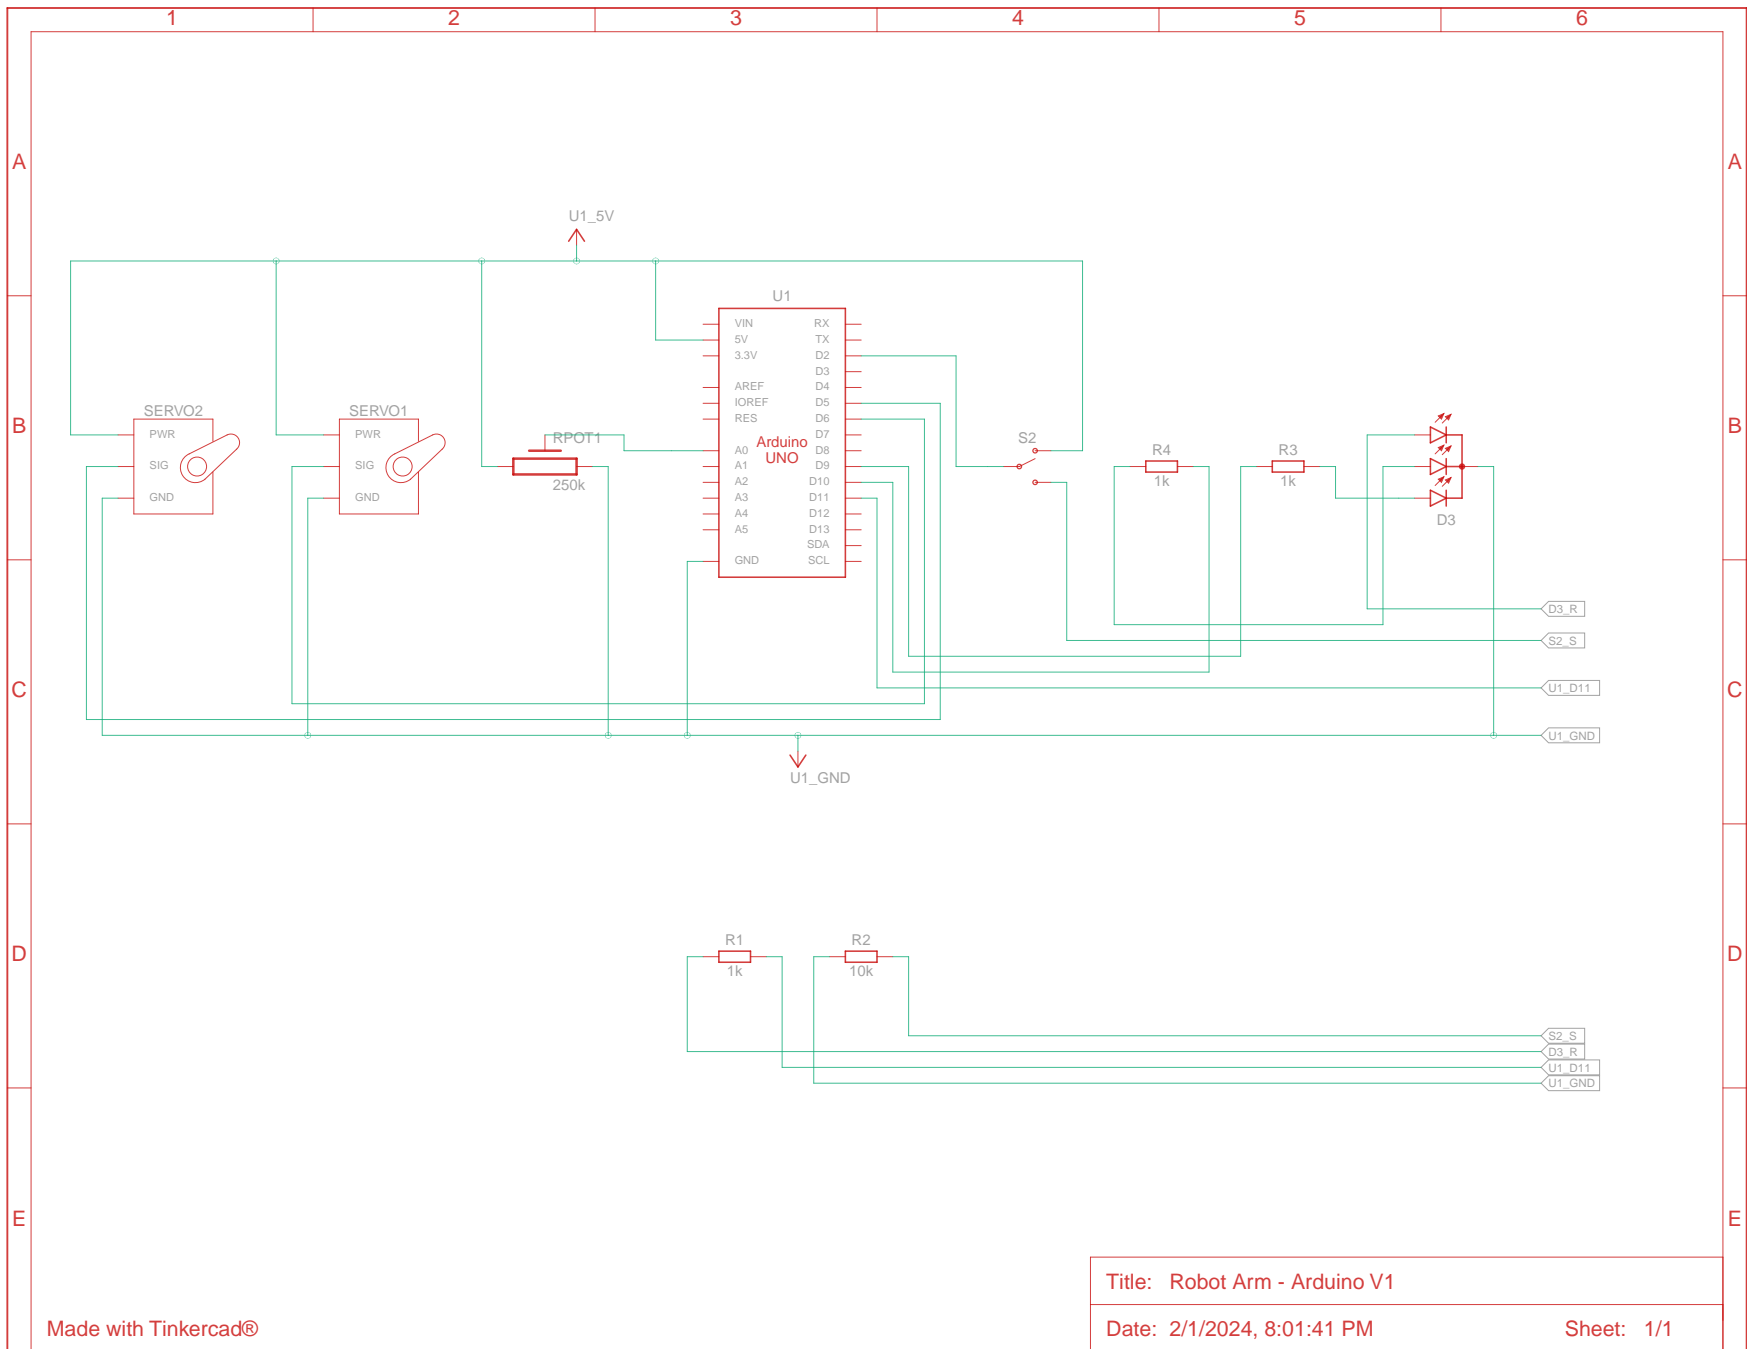 1 2 3 4 5 6
A A
U1_5V
U1
B B
VIN RX
5V TX
3.3V D2
D3
AREF D4
IOREF D5
RES D6
D7
A0 D8
A1 D9
A2 D10
A3 D11
A4 D12
A5 D13
SDA
GND SCL
Arduino
UNO
SERVO2
PWR
SIG
GND
SERVO1
PWR
SIG
GND
RPOT1
250k
S2
R4
1k
R3
1k
D3
D3_R
S2_S
C C
U1_D11
U1_GND
U1_GND
D D
R1
1k
R2
10k
S2_S
D3_R
U1_D11
U1_GND
E E
Title: Robot Arm - Arduino V1
Made with Tinkercad®
Date: 2/1/2024, 8:01:41 PM Sheet: 1/1